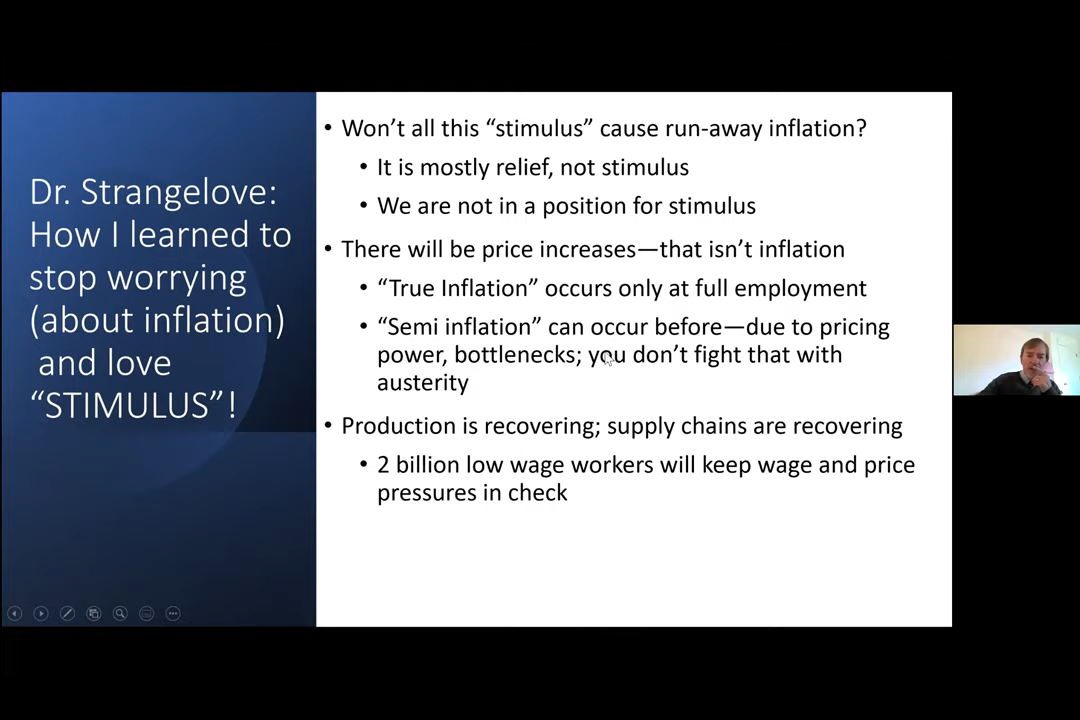 Dr. Strangelove:
How I learned to
stop worrying
(about inflation)
and love
“STIMULUS”!
• Won’t all this “stimulus” cause run-away inflation?
• It is mostly relief, not stimulus
• We are not in a position for stimulus
• There will be price increases—that isn’t inflation
• “True Inflation” occurs only at full employment
• “Semi inflation” can occur before—due to pricing
power, bottlenecks; you don’t fight that with
austerity
• Production is recovering; supply chains are recovering
• 2 billion low wage workers will keep wage and price
pressures in check